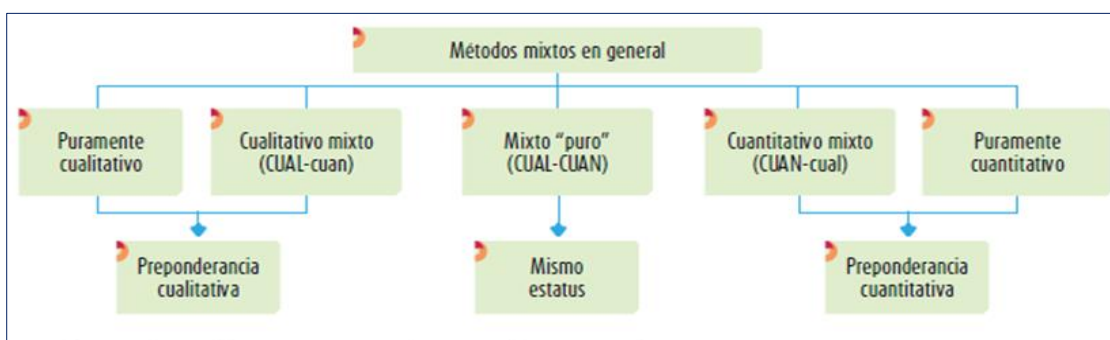 Métodos mixtos en general
Puramente
cualitativo
Cualitativo mixto
(CUAL-cuan)
Mixto “puro”
(CUAL-CUAN)
Cuantitativo mixto
(CUAN-cual)
Puramente
cuantitativo
Preponderancia
cualitativa
Mismo
estatus
Preponderancia
cuantitativa